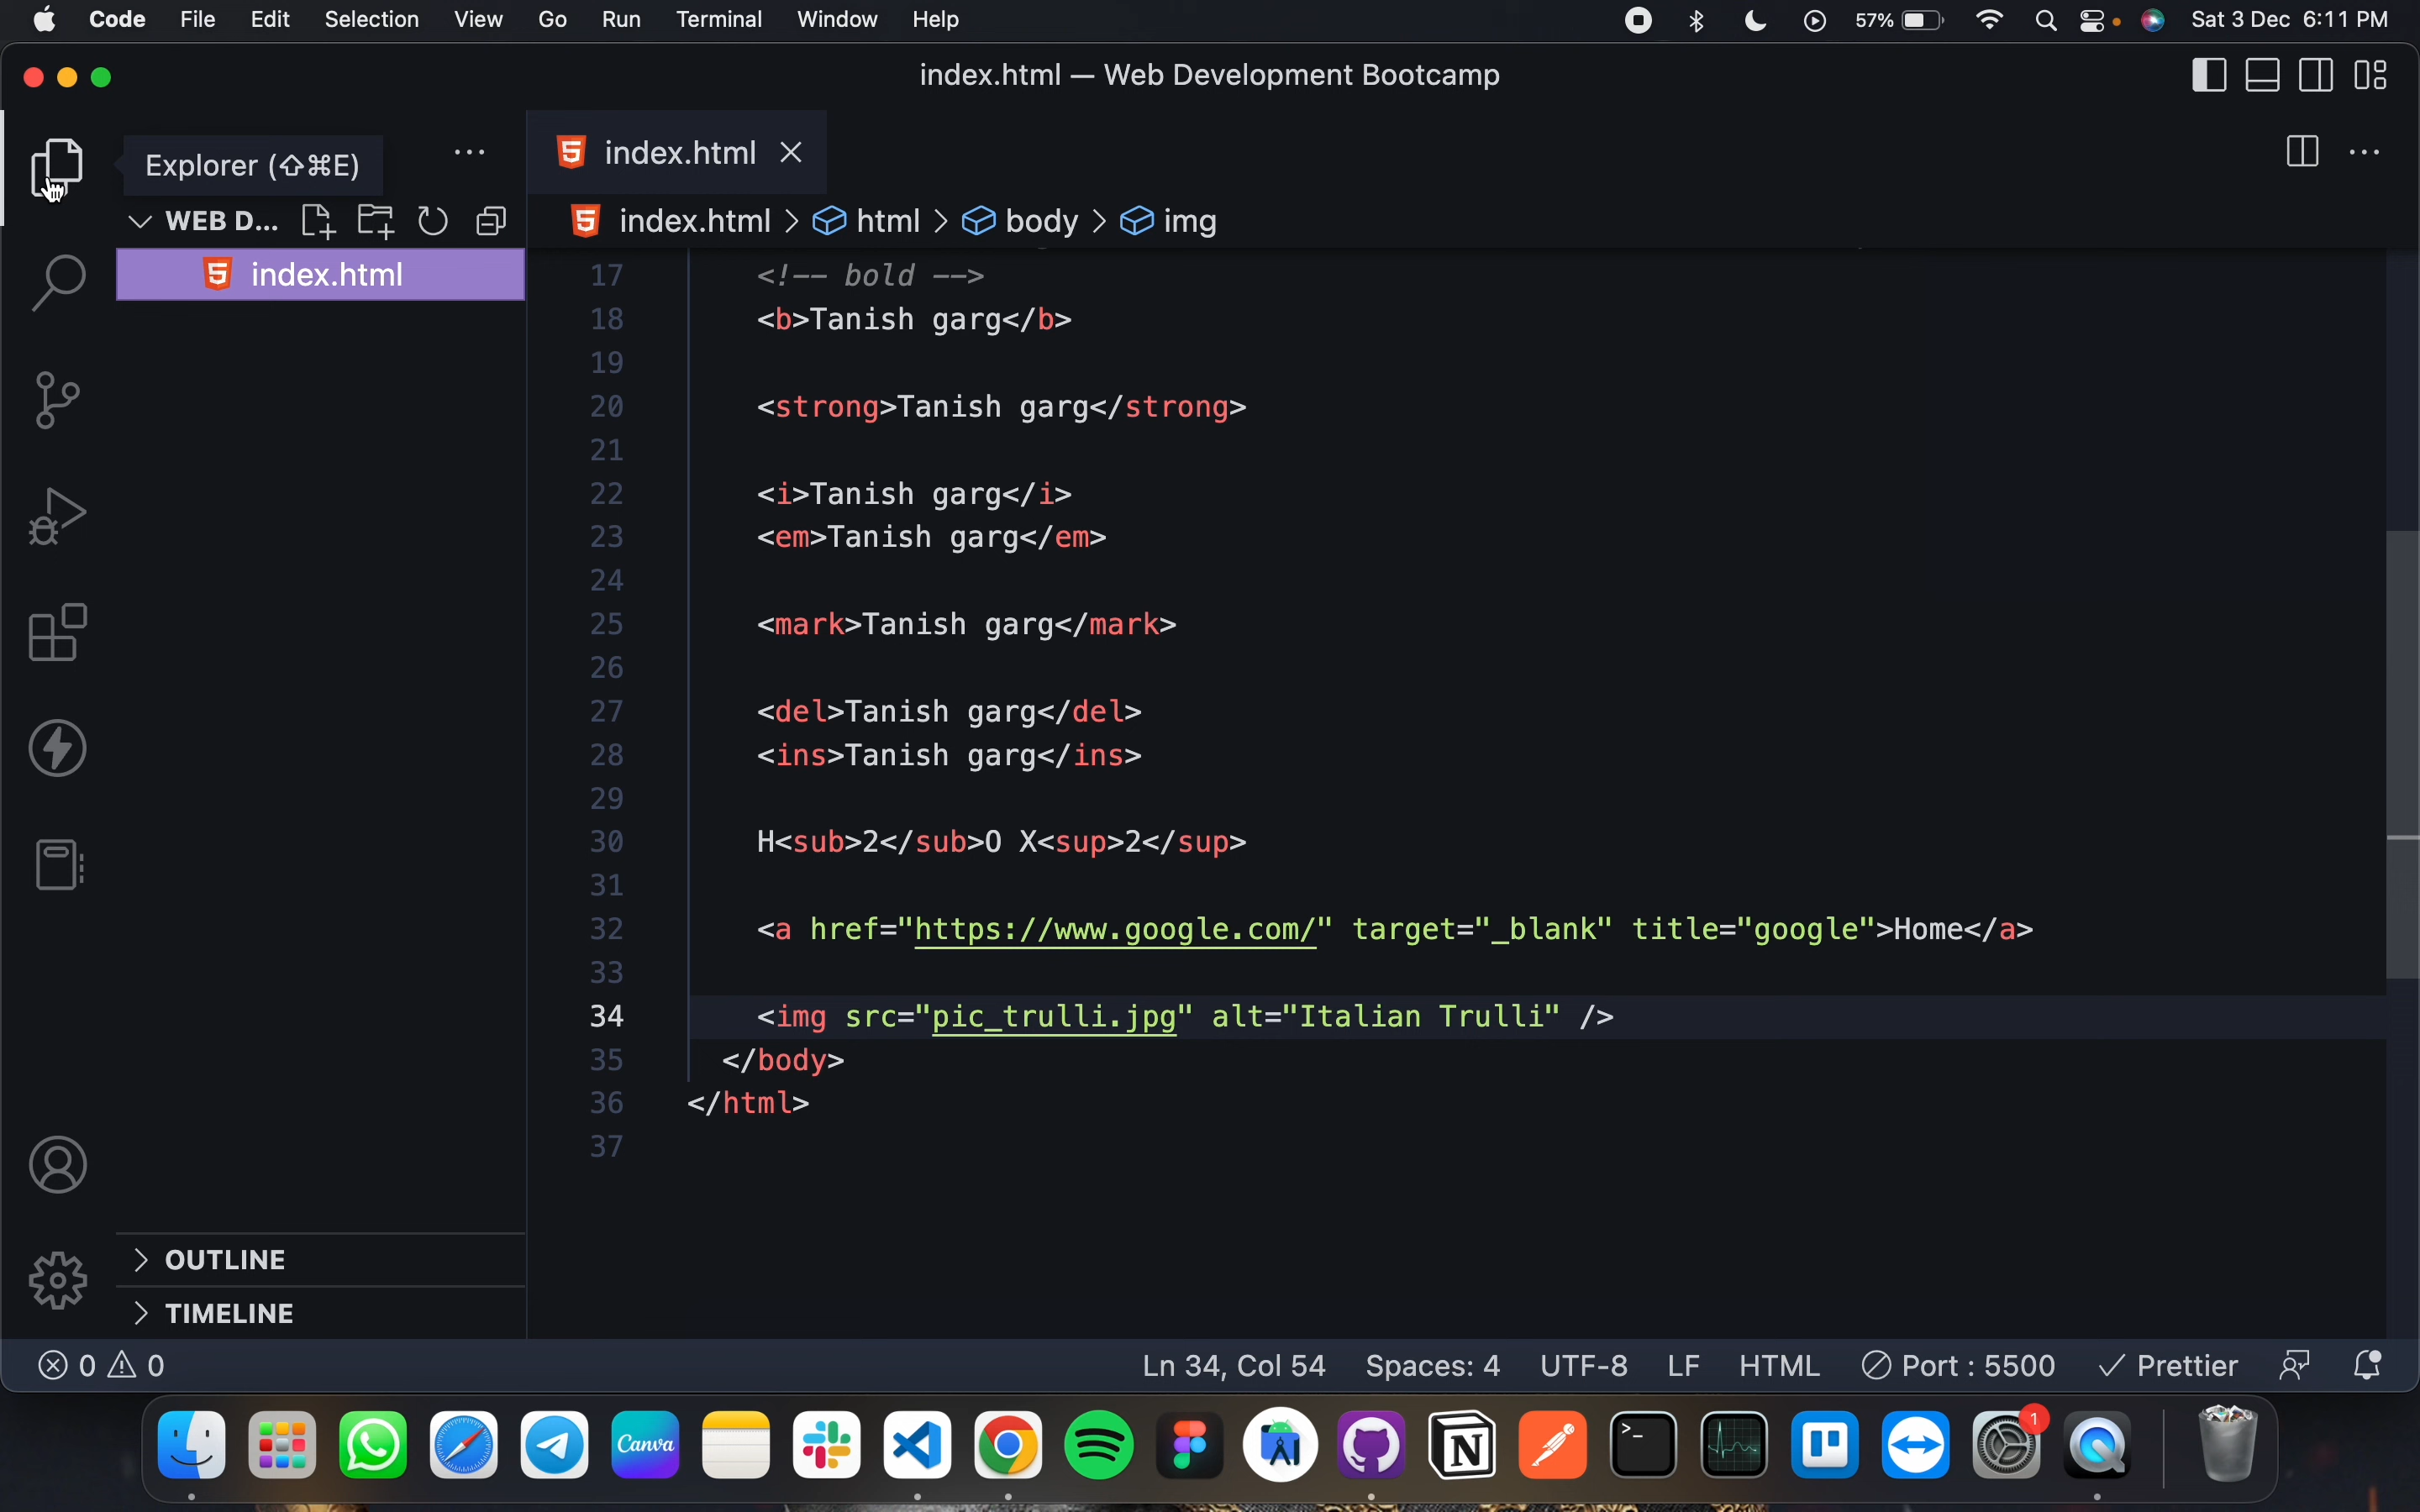 Code File Edit Selection View Go Run Terminal Window Help 57% Sat 3 Dec 6:11 PM
index.html — Web Development Bootcamp
Explorer (⇧⌘E) ··· index.html
WEB D... index.html > html > body > img
index.html
17 <!-- bold -->
18 <b>Tanish garg</b>
19
20 <strong>Tanish garg</strong>
21
22 <i>Tanish garg</i>
23 <em>Tanish garg</em>
24
25 <mark>Tanish garg</mark>
26
27 <del>Tanish garg</del>
28 <ins>Tanish garg</ins>
29
30 H<sub>2</sub>O X<sup>2</sup>
31
32 <a href="https://www.google.com/" target="_blank" title="google">Home</a>
33
34 <img src="pic_trulli.jpg" alt="Italian Trulli" />
35 </body>
36 </html>
37
OUTLINE
TIMELINE
0 0 Ln 34, Col 54 Spaces: 4 UTF-8 LF HTML Port : 5500 Prettier
Canva
1